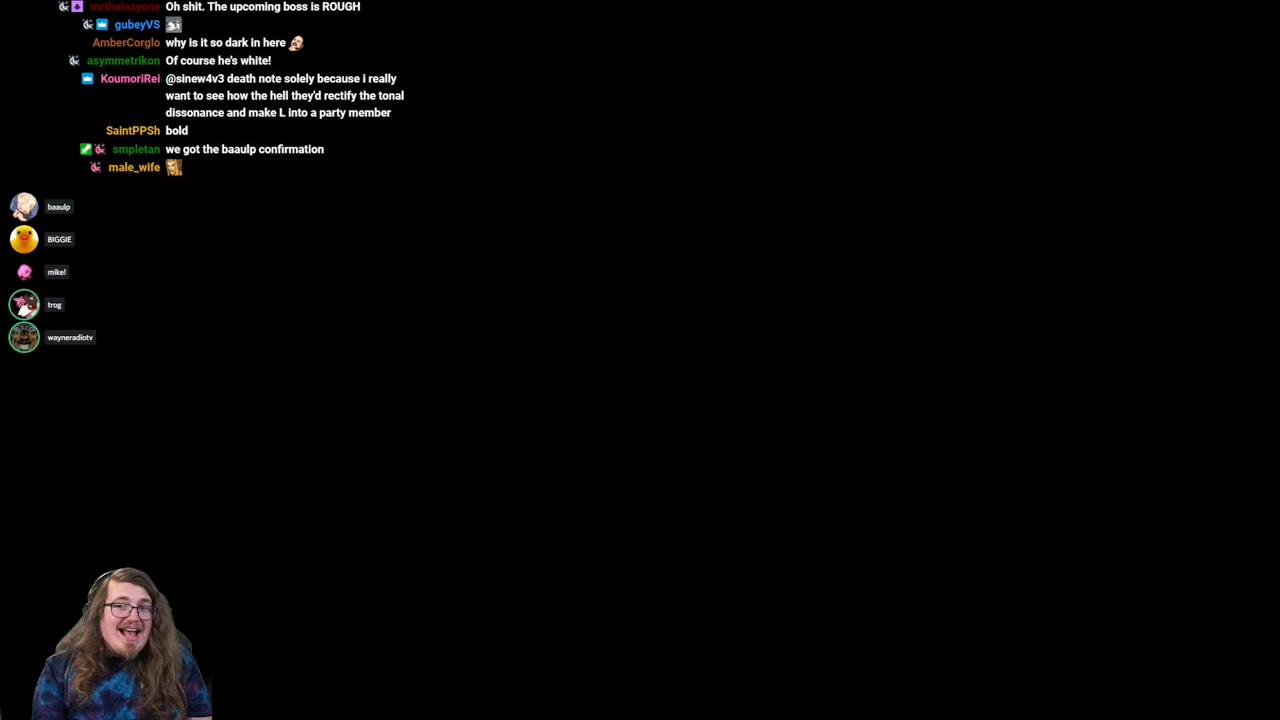 mrthelazyone Oh shit. The upcoming boss is ROUGH
gubeyVS
AmberCorglo why is it so dark in here
asymmetrikon Of course he's white!
KoumoriRei @sinew4v3 death note solely because i really
want to see how the hell they'd rectify the tonal
dissonance and make L into a party member
SaintPPSh bold
smpletan we got the baaulp confirmation
male_wife
baaulp
BIGGIE
mike!
trog
wayneradiotv